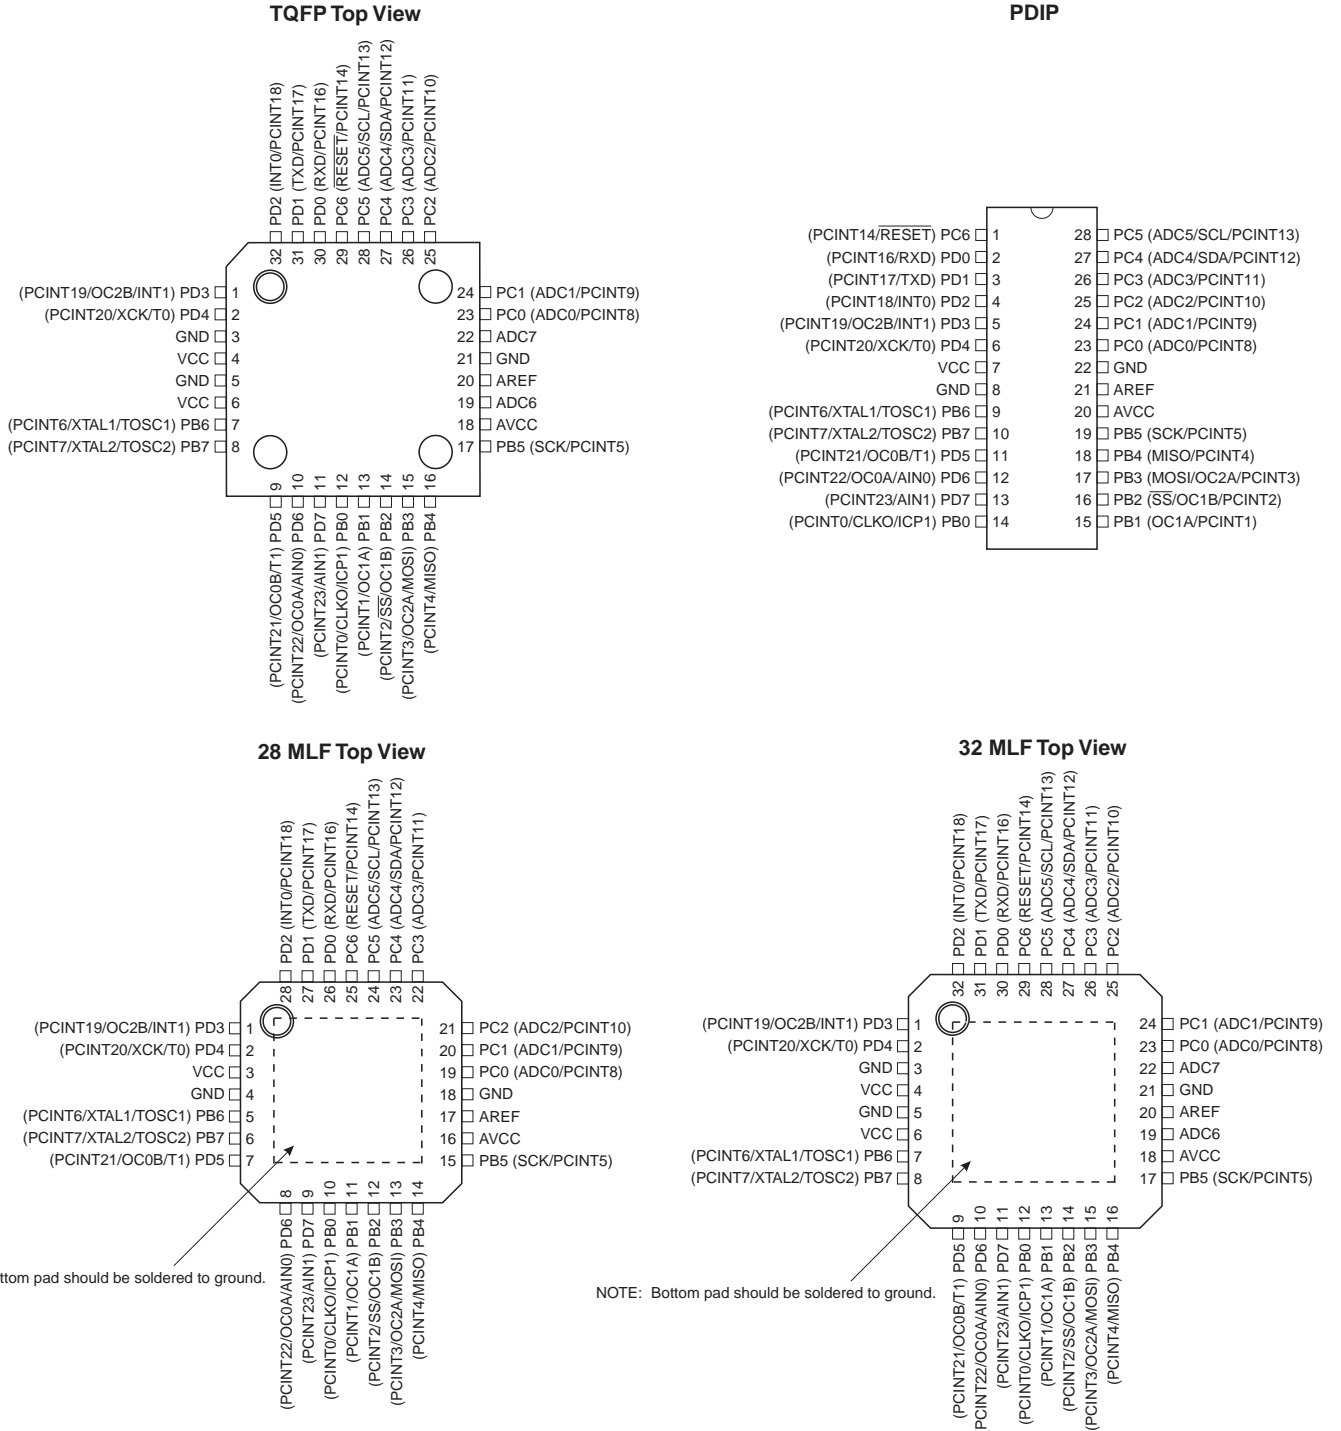 TQFP Top View
PD2 (INT0/PCINT18)
PD1 (TXD/PCINT17)
PD0 (RXD/PCINT16)
PC6 (RESET/PCINT14)
PC5 (ADC5/SCL/PCINT13)
PC4 (ADC4/SDA/PCINT12)
PC3 (ADC3/PCINT11)
PC2 (ADC2/PCINT10)
32 31 30 29 28 27 26 25
(PCINT19/OC2B/INT1) PD3 1
(PCINT20/XCK/T0) PD4 2
GND 3
VCC 4
GND 5
VCC 6
(PCINT6/XTAL1/TOSC1) PB6 7
(PCINT7/XTAL2/TOSC2) PB7 8
24 PC1 (ADC1/PCINT9)
23 PC0 (ADC0/PCINT8)
22 ADC7
21 GND
20 AREF
19 ADC6
18 AVCC
17 PB5 (SCK/PCINT5)
9 10 11 12 13 14 15 16
(PCINT21/OC0B/T1) PD5
(PCINT22/OC0A/AIN0) PD6
(PCINT23/AIN1) PD7
(PCINT0/CLKO/ICP1) PB0
(PCINT1/OC1A) PB1
(PCINT2/SS/OC1B) PB2
(PCINT3/OC2A/MOSI) PB3
(PCINT4/MISO) PB4
PDIP
(PCINT14/RESET) PC6 1
(PCINT16/RXD) PD0 2
(PCINT17/TXD) PD1 3
(PCINT18/INT0) PD2 4
(PCINT19/OC2B/INT1) PD3 5
(PCINT20/XCK/T0) PD4 6
VCC 7
GND 8
(PCINT6/XTAL1/TOSC1) PB6 9
(PCINT7/XTAL2/TOSC2) PB7 10
(PCINT21/OC0B/T1) PD5 11
(PCINT22/OC0A/AIN0) PD6 12
(PCINT23/AIN1) PD7 13
(PCINT0/CLKO/ICP1) PB0 14
28 PC5 (ADC5/SCL/PCINT13)
27 PC4 (ADC4/SDA/PCINT12)
26 PC3 (ADC3/PCINT11)
25 PC2 (ADC2/PCINT10)
24 PC1 (ADC1/PCINT9)
23 PC0 (ADC0/PCINT8)
22 GND
21 AREF
20 AVCC
19 PB5 (SCK/PCINT5)
18 PB4 (MISO/PCINT4)
17 PB3 (MOSI/OC2A/PCINT3)
16 PB2 (SS/OC1B/PCINT2)
15 PB1 (OC1A/PCINT1)
28 MLF Top View
PD2 (INT0/PCINT18)
PD1 (TXD/PCINT17)
PD0 (RXD/PCINT16)
PC6 (RESET/PCINT14)
PC5 (ADC5/SCL/PCINT13)
PC4 (ADC4/SDA/PCINT12)
PC3 (ADC3/PCINT11)
28 27 26 25 24 23 22
(PCINT19/OC2B/INT1) PD3 1
(PCINT20/XCK/T0) PD4 2
VCC 3
GND 4
(PCINT6/XTAL1/TOSC1) PB6 5
(PCINT7/XTAL2/TOSC2) PB7 6
(PCINT21/OC0B/T1) PD5 7
21 PC2 (ADC2/PCINT10)
20 PC1 (ADC1/PCINT9)
19 PC0 (ADC0/PCINT8)
18 GND
17 AREF
16 AVCC
15 PB5 (SCK/PCINT5)
8 9 10 11 12 13 14
(PCINT22/OC0A/AIN0) PD6
(PCINT23/AIN1) PD7
(PCINT0/CLKO/ICP1) PB0
(PCINT1/OC1A) PB1
(PCINT2/SS/OC1B) PB2
(PCINT3/OC2A/MOSI) PB3
(PCINT4/MISO) PB4
ttom pad should be soldered to ground.
32 MLF Top View
PD2 (INT0/PCINT18)
PD1 (TXD/PCINT17)
PD0 (RXD/PCINT16)
PC6 (RESET/PCINT14)
PC5 (ADC5/SCL/PCINT13)
PC4 (ADC4/SDA/PCINT12)
PC3 (ADC3/PCINT11)
PC2 (ADC2/PCINT10)
32 31 30 29 28 27 26 25
(PCINT19/OC2B/INT1) PD3 1
(PCINT20/XCK/T0) PD4 2
GND 3
VCC 4
GND 5
VCC 6
(PCINT6/XTAL1/TOSC1) PB6 7
(PCINT7/XTAL2/TOSC2) PB7 8
24 PC1 (ADC1/PCINT9)
23 PC0 (ADC0/PCINT8)
22 ADC7
21 GND
20 AREF
19 ADC6
18 AVCC
17 PB5 (SCK/PCINT5)
9 10 11 12 13 14 15 16
(PCINT21/OC0B/T1) PD5
PCINT22/OC0A/AIN0) PD6
(PCINT23/AIN1) PD7
(PCINT0/CLKO/ICP1) PB0
(PCINT1/OC1A) PB1
(PCINT2/SS/OC1B) PB2
PCINT3/OC2A/MOSI) PB3
(PCINT4/MISO) PB4
NOTE: Bottom pad should be soldered to ground.